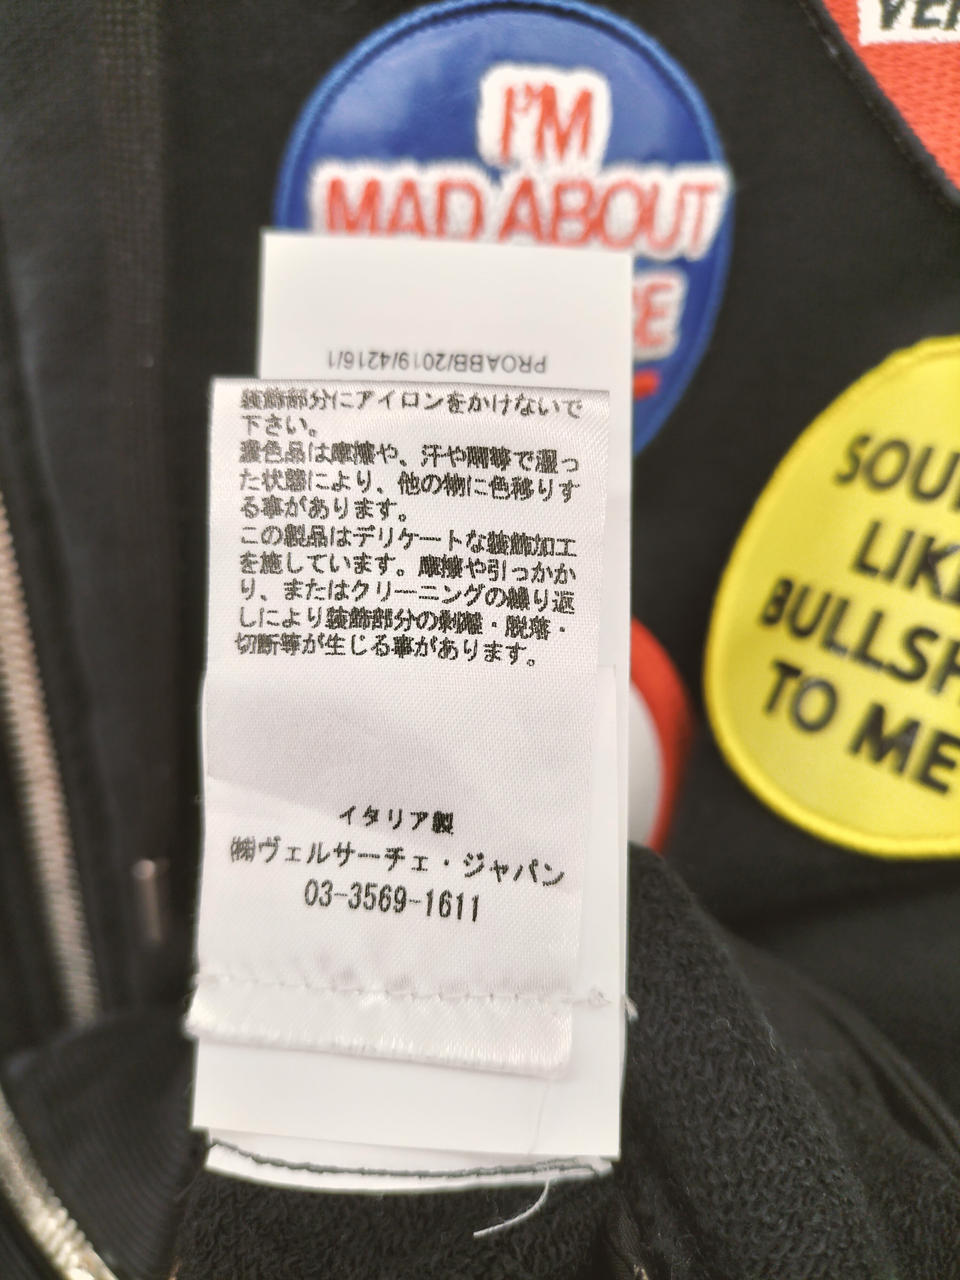 I'M
MAD ABOUT
PROABB/2019/4216/1
装飾部分にアイロンをかけないで
下さい。
濃色品は摩擦や、汗や雨等で湿っ
た状態により、他の物に色移りす
る事があります。
この製品はデリケートな装飾加工
を施しています。摩擦や引っかか
り、またはクリーニングの繰り返
しにより装飾部分の剥離・脱落・
切断等が生じる事があります。
イタリア製
㈱ヴェルサーチェ・ジャパン
03-3569-1611
TO ME